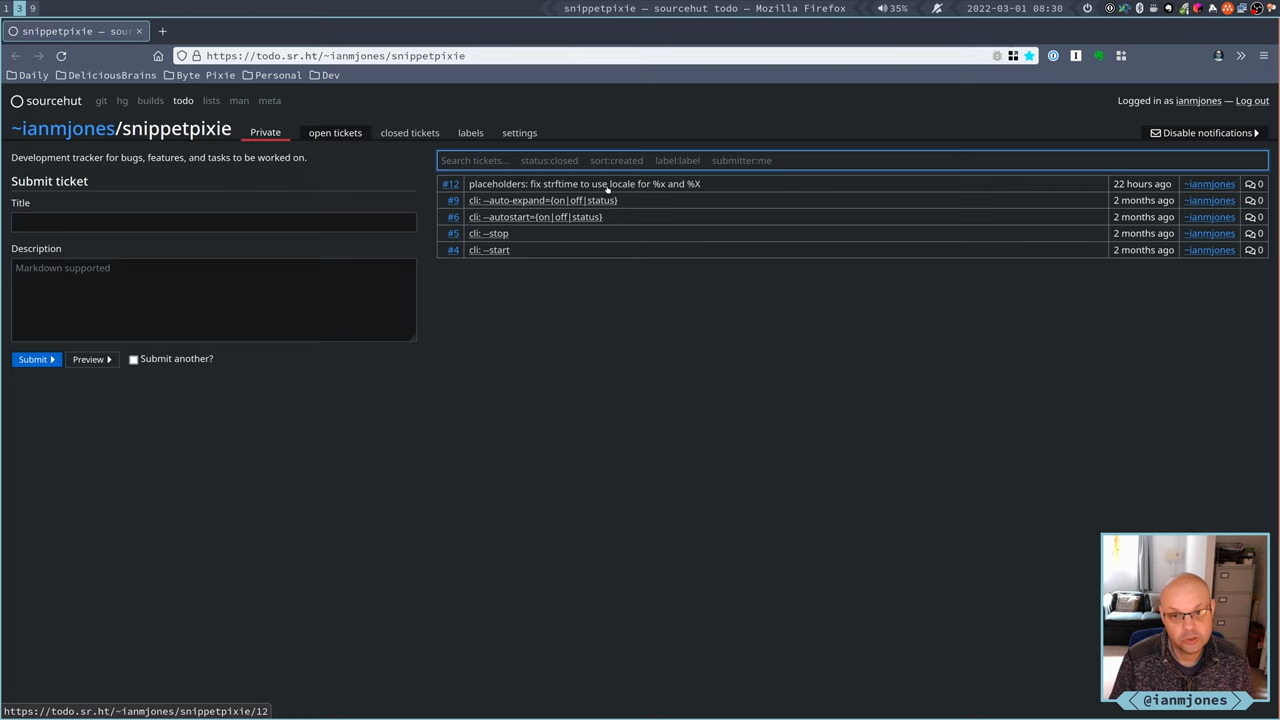 1 3 9
snippetpixie — sourcehut todo — Mozilla Firefox
35%
2022-03-01 08:30
snippetpixie — sour
https://todo.sr.ht/~ianmjones/snippetpixie
Daily DeliciousBrains Byte Pixie Personal Dev
sourcehut git hg builds todo lists man meta
Logged in as ianmjones — Log out
~ianmjones/snippetpixie Private open tickets closed tickets labels settings
Disable notifications
Development tracker for bugs, features, and tasks to be worked on.
Submit ticket
Title
Description
Markdown supported
Submit Preview Submit another?
Search tickets... status:closed sort:created label:label submitter:me
#12 placeholders: fix strftime to use locale for %x and %X 22 hours ago ~ianmjones 0
#9 cli: --auto-expand={on|off|status} 2 months ago ~ianmjones 0
#6 cli: --autostart={on|off|status} 2 months ago ~ianmjones 0
#5 cli: --stop 2 months ago ~ianmjones 0
#4 cli: --start 2 months ago ~ianmjones 0
@ianmjones
https://todo.sr.ht/~ianmjones/snippetpixie/12